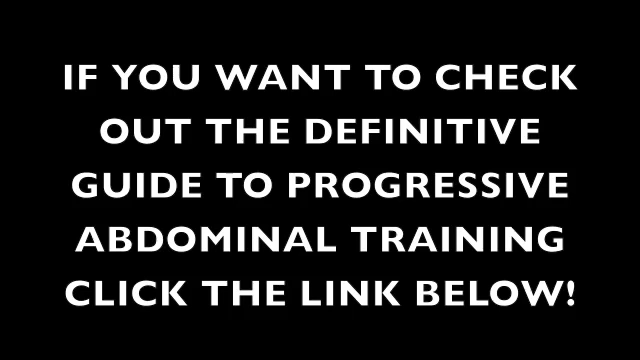 IF YOU WANT TO CHECK
OUT THE DEFINITIVE
GUIDE TO PROGRESSIVE
ABDOMINAL TRAINING
CLICK THE LINK BELOW!